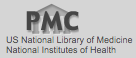 PMC
US National Library of Medicine
National Institutes of Health